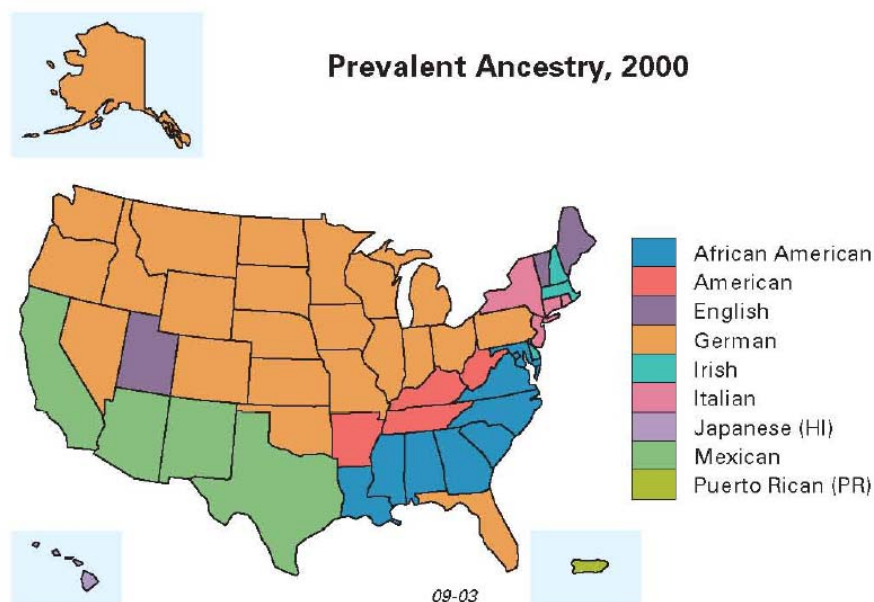 Prevalent Ancestry, 2000
African American
American
English
German
Irish
Italian
Japanese (HI)
Mexican
Puerto Rican (PR)
09-03